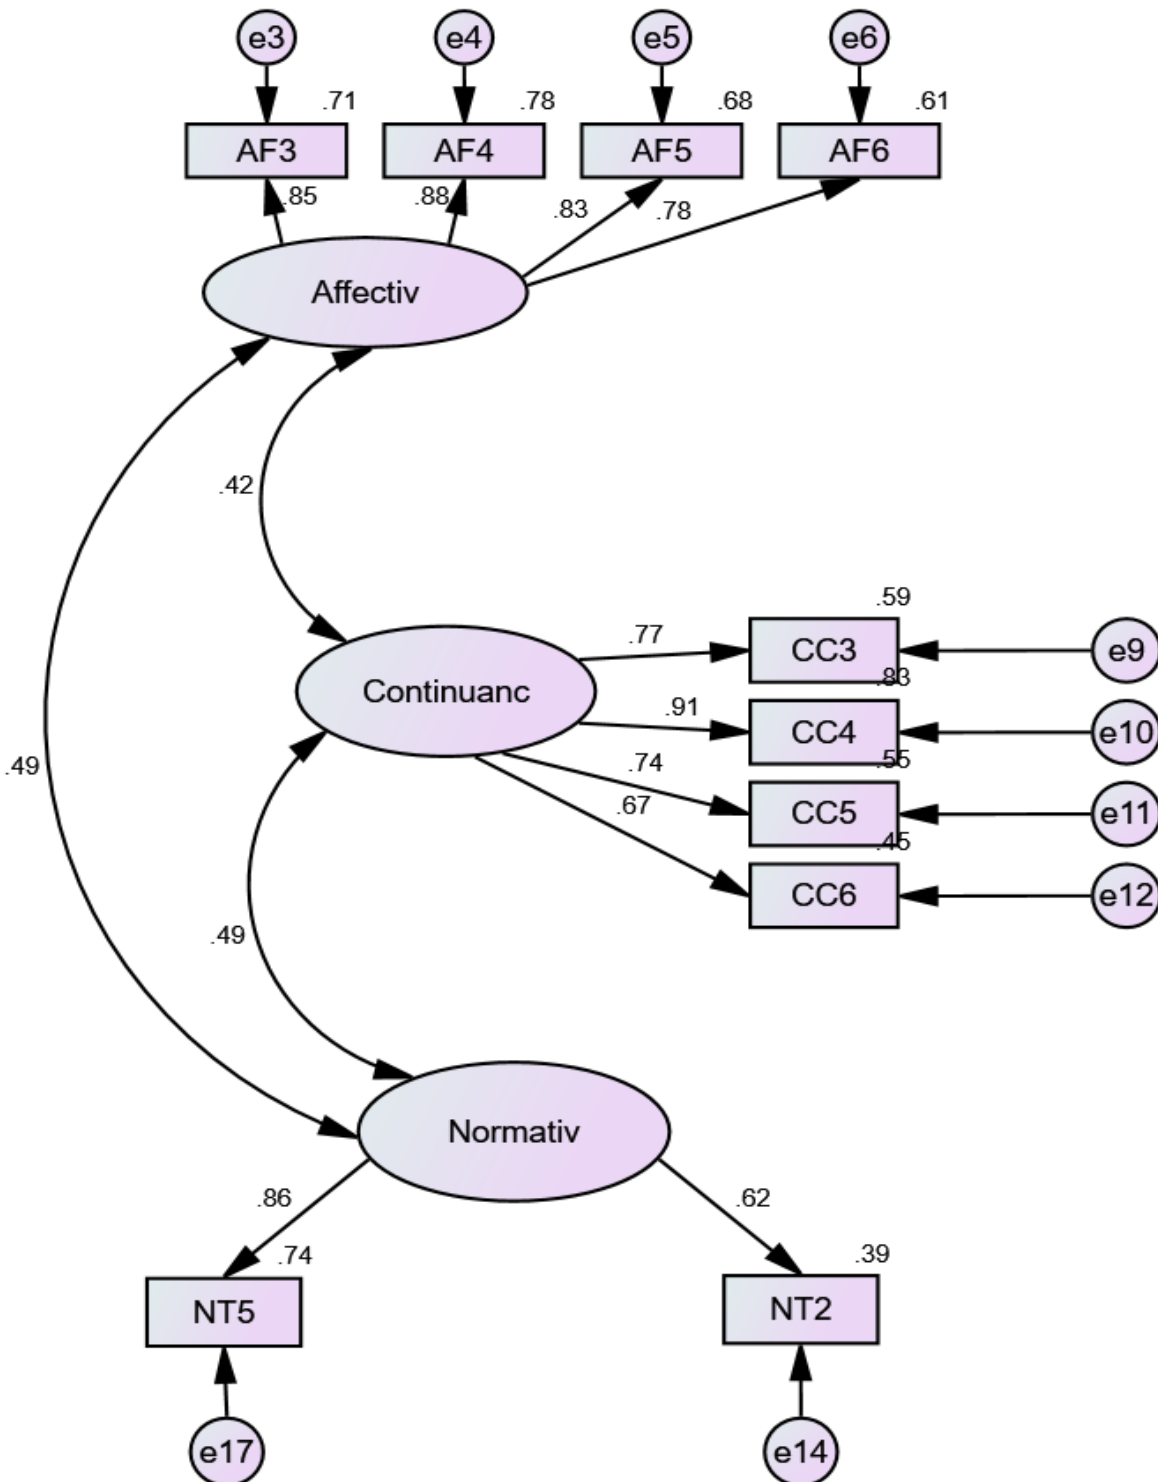 e3 e4 e5 e6
.71 .78 .68 .61
AF3 AF4 AF5 AF6
.85 .88 .83 .78
Affectiv
.42
.59
.77 CC3 e9
.83
.91 CC4 e10
Continuanc
.55
.74 CC5 e11
.67
.45
CC6 e12
.49
.49
Normativ
.86 .62
.74 .39
NT5 NT2
e17 e14